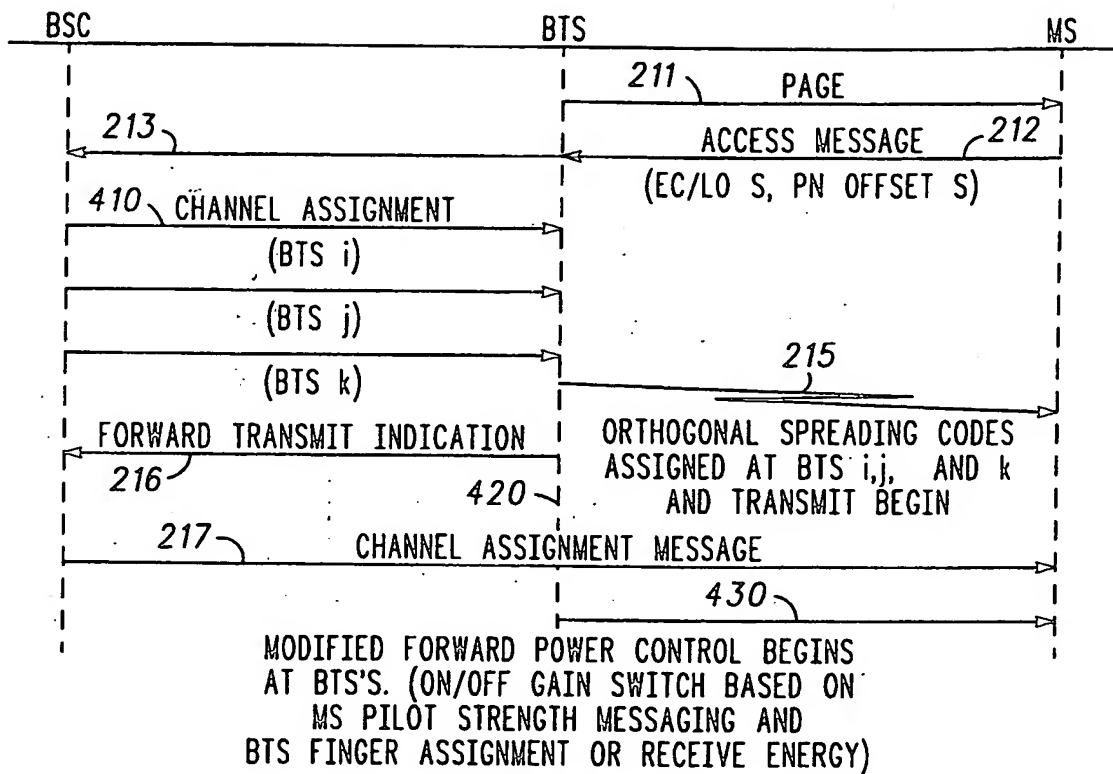 BSC BTS MS
211 PAGE
213 ACCESS MESSAGE 212
(EC/LO S, PN OFFSET S)
410 CHANNEL ASSIGNMENT
(BTS i)
(BTS j)
(BTS k)
215
FORWARD TRANSMIT INDICATION
216
420
ORTHOGONAL SPREADING CODES
ASSIGNED AT BTS i,j, AND k
AND TRANSMIT BEGIN
217 CHANNEL ASSIGNMENT MESSAGE
430
MODIFIED FORWARD POWER CONTROL BEGINS
AT BTS'S. (ON/OFF GAIN SWITCH BASED ON
MS PILOT STRENGTH MESSAGING AND
BTS FINGER ASSIGNMENT OR RECEIVE ENERGY)